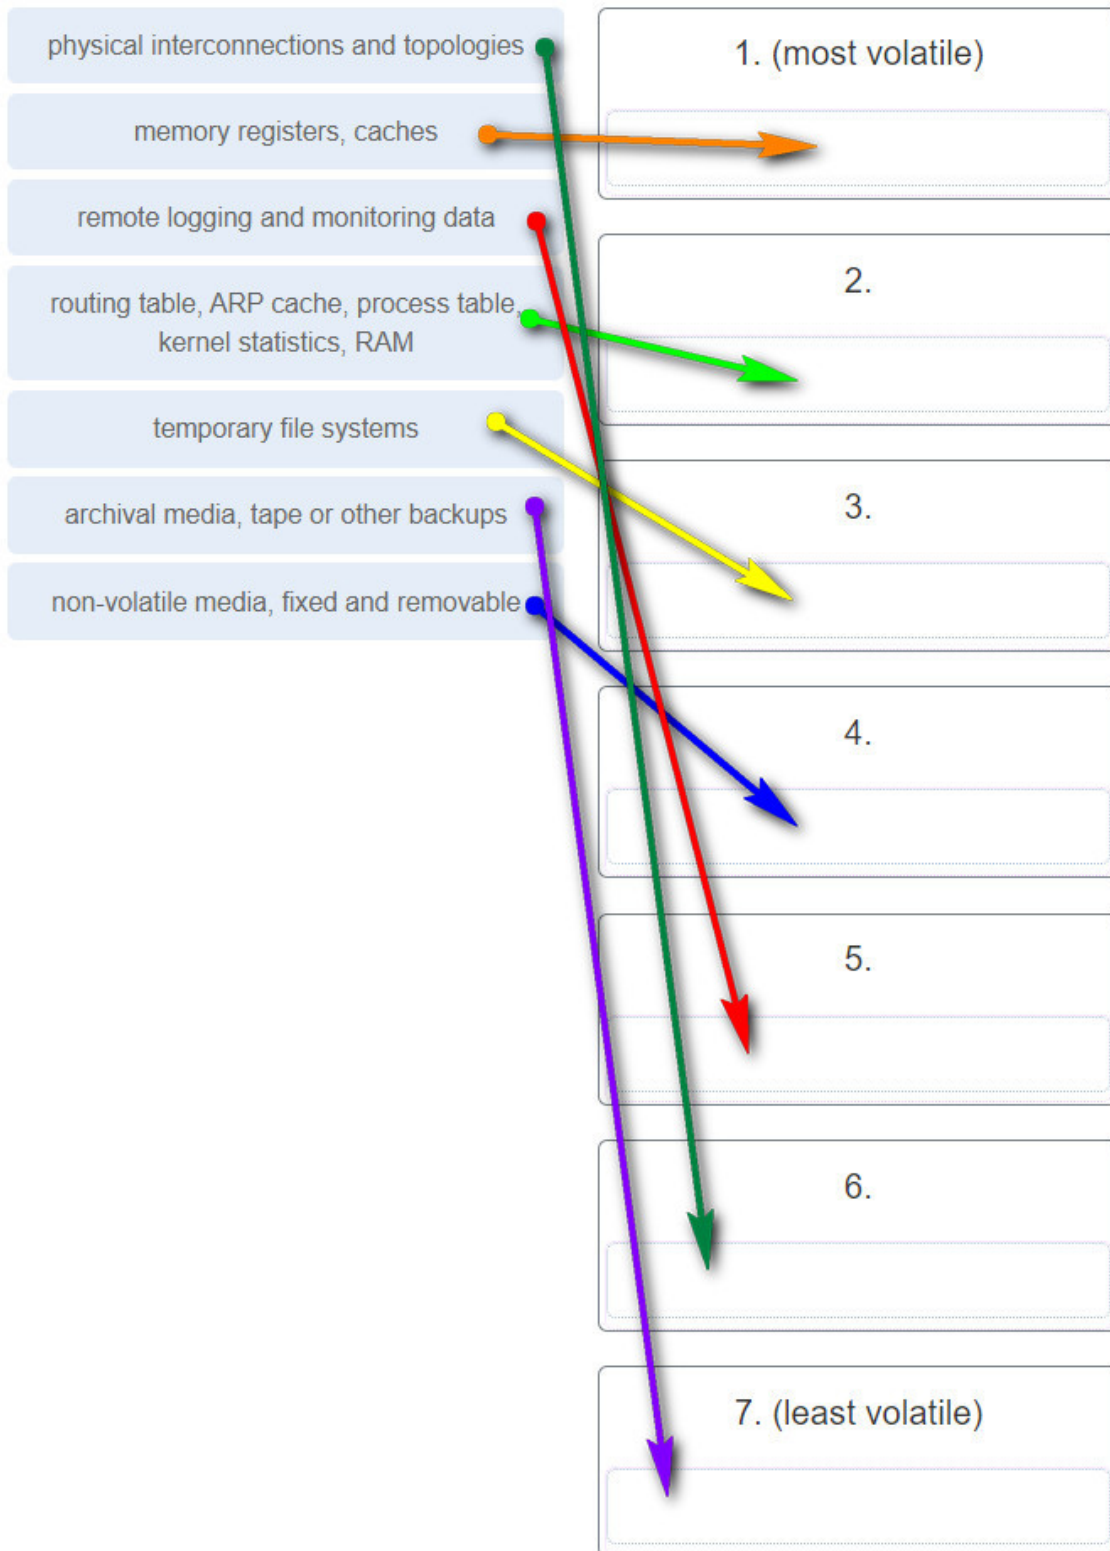 physical interconnections and topologies
memory registers, caches
remote logging and monitoring data
routing table, ARP cache, process table,
kernel statistics, RAM
temporary file systems
archival media, tape or other backups
non-volatile media, fixed and removable
1. (most volatile)
2.
3.
4.
5.
6.
7. (least volatile)